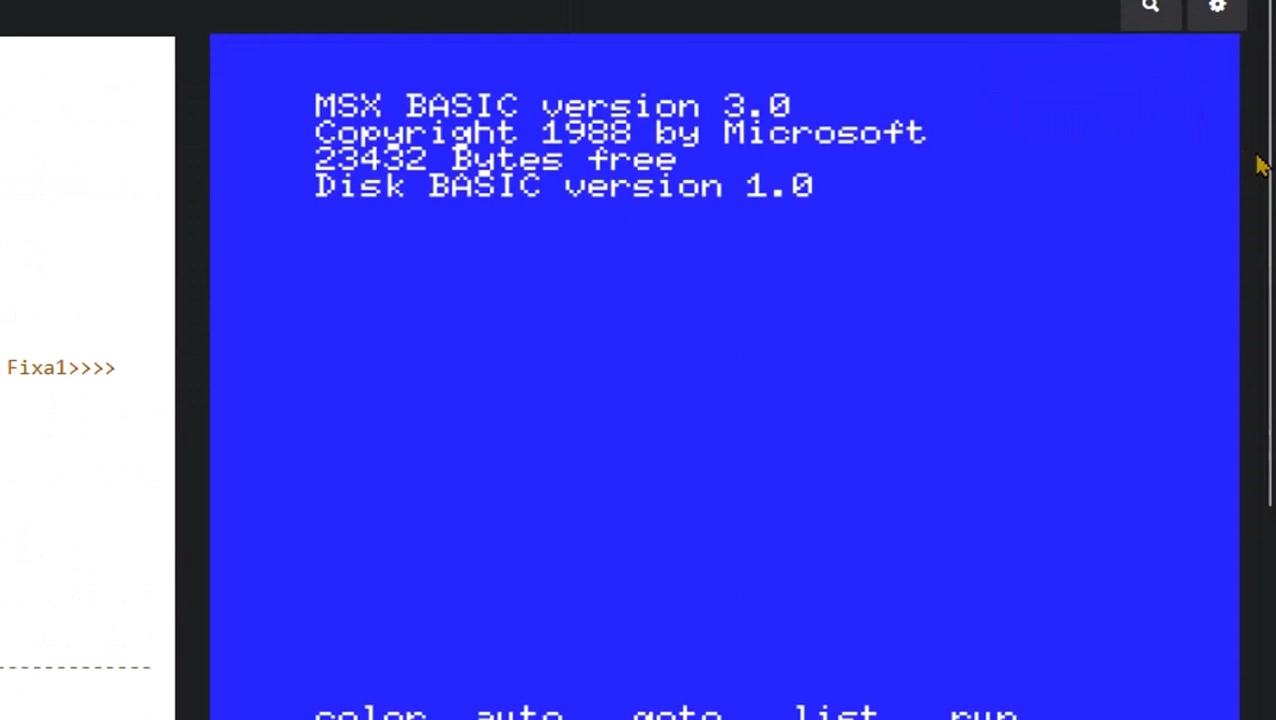 MSX BASIC version 3.0
Copyright 1988 by Microsoft
23432 Bytes free
Disk BASIC version 1.0
Fixa1>>>>
-------------
color auto goto list run